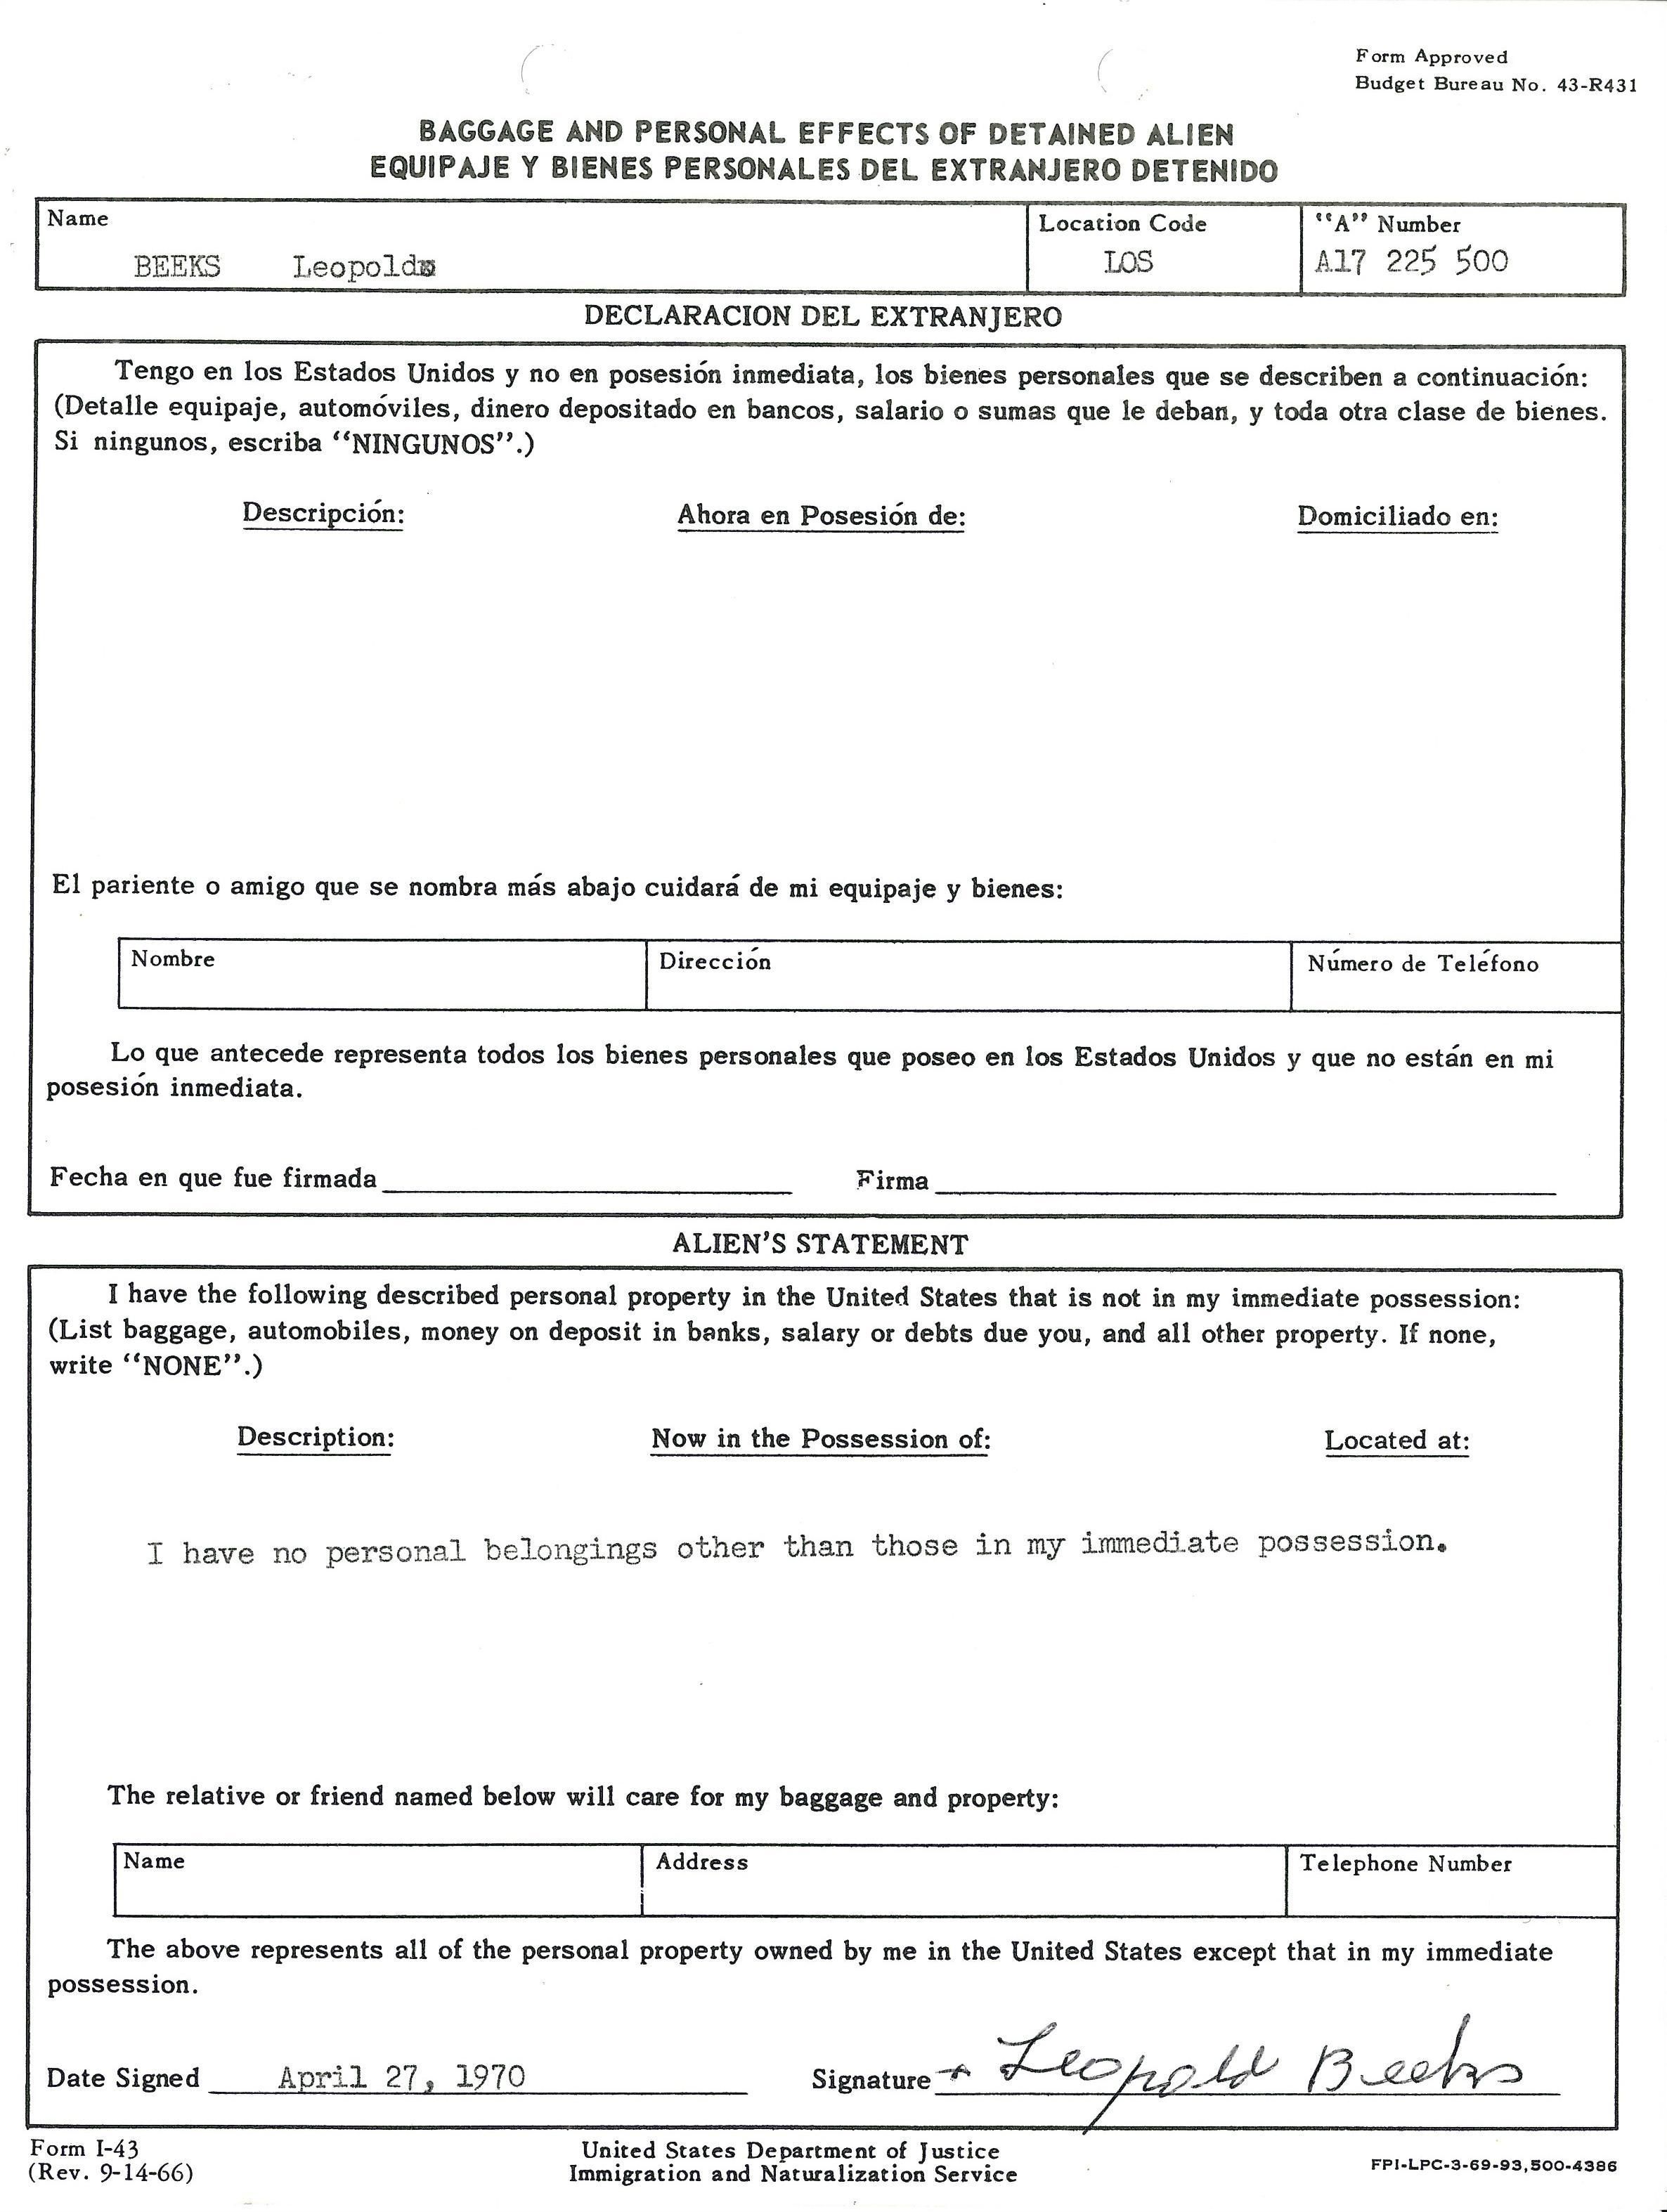 Form Approved
Budget Bureau No. 43-R431
BAGGAGE AND PERSONAL EFFECTS OF DETAINED ALIEN
EQUIPAJE Y BIENES PERSONALES DEL EXTRANJERO DETENIDO
Name Location Code "A" Number
BEEKS Leopold LOS A17 225 500
DECLARACION DEL EXTRANJERO
Tengo en los Estados Unidos y no en posesión inmediata, los bienes personales que se describen a continuación:
(Detalle equipaje, automóviles, dinero depositado en bancos, salario o sumas que le deban, y toda otra clase de bienes.
Si ningunos, escriba "NINGUNOS".)
Descripción: Ahora en Posesión de: Domiciliado en:
El pariente o amigo que se nombra más abajo cuidará de mi equipaje y bienes:
Nombre Dirección Número de Teléfono
Lo que antecede representa todos los bienes personales que poseo en los Estados Unidos y que no están en mi
posesión inmediata.
Fecha en que fue firmada Firma
ALIEN'S STATEMENT
I have the following described personal property in the United States that is not in my immediate possession:
(List baggage, automobiles, money on deposit in banks, salary or debts due you, and all other property. If none,
write "NONE".)
Description: Now in the Possession of: Located at:
I have no personal belongings other than those in my immediate possession.
The relative or friend named below will care for my baggage and property:
Name Address Telephone Number
The above represents all of the personal property owned by me in the United States except that in my immediate
possession.
Date Signed April 27, 1970 Signature Leopold Beeks
Form I-43 United States Department of Justice
(Rev. 9-14-66) Immigration and Naturalization Service FPI-LPC-3-69-93,500-4386